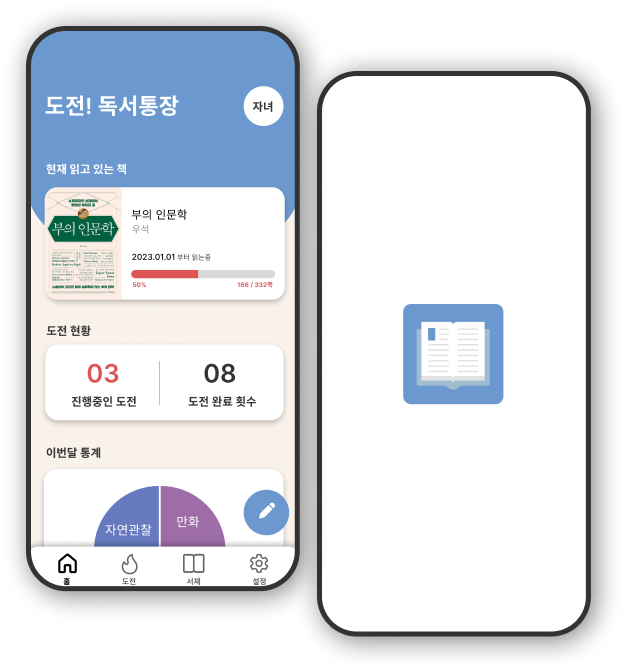 도전! 독서통장
자녀
현재 읽고 있는 책
부의 인문학
부의 인문학
우석
2023.01.01 부터 읽는중
50%
166 / 332쪽
도전 현황
03
08
진행중인 도전
도전 완료 횟수
이번달 통계
자연관찰
만화
홈
도전
서재
설정